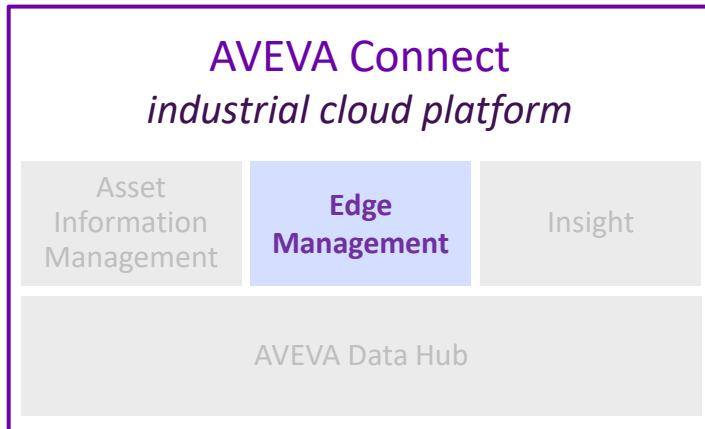 AVEVA Connect
industrial cloud platform
Asset
Information
Management
Edge
Management
Insight
AVEVA Data Hub